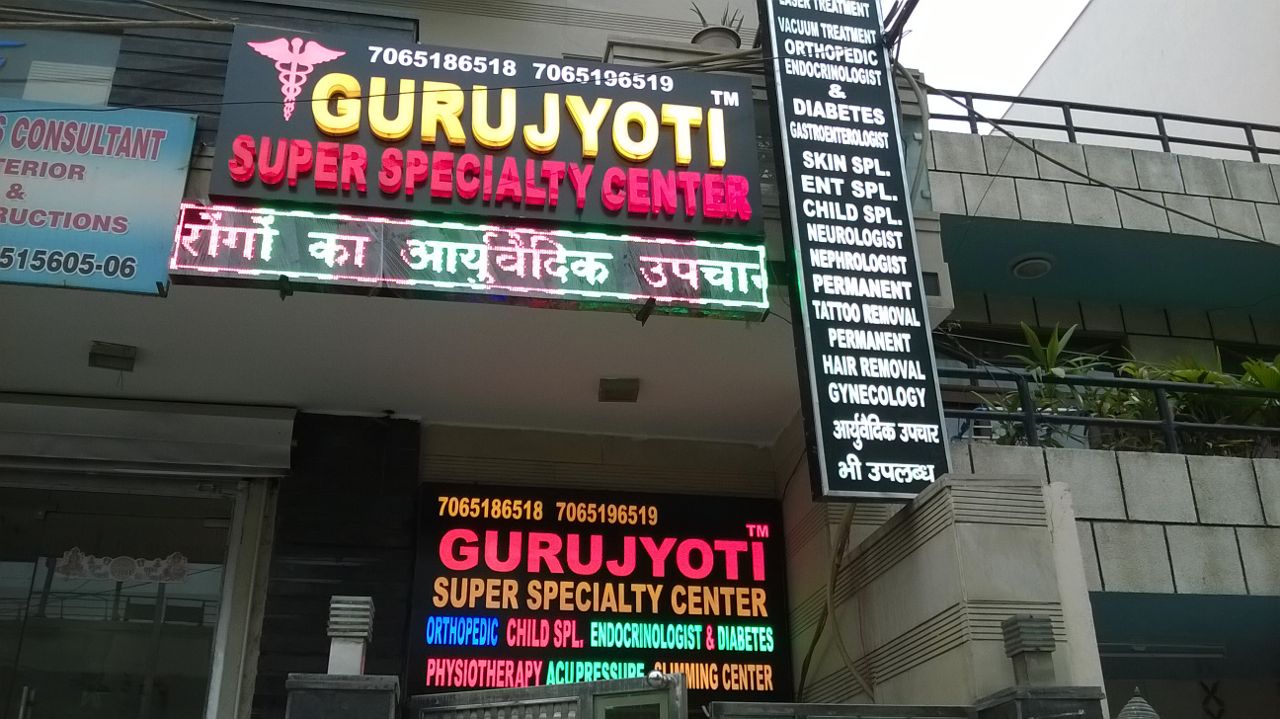 S CONSULTANT
TERIOR
&
RUCTIONS
515605-06
7065186518 7065196519
GURUJYOTI TM
SUPER SPECIALTY CENTER
रोगों का आर्युवैदिक उपचार
LASER TREATMENT
VACUUM TREATMENT
ORTHOPEDIC
ENDOCRINOLOGIST
&
DIABETES
GASTROENTEROLOGIST
SKIN SPL.
ENT SPL.
CHILD SPL.
NEUROLOGIST
NEPHROLOGIST
PERMANENT
TATTOO REMOVAL
PERMANENT
HAIR REMOVAL
GYNECOLOGY
आर्युवैदिक उपचार
भी उपलब्ध
7065186518 7065196519
GURUJYOTI TM
SUPER SPECIALTY CENTER
ORTHOPEDIC CHILD SPL. ENDOCRINOLOGIST & DIABETES
PHYSIOTHERAPY ACUPRESSURE SLIMMING CENTER